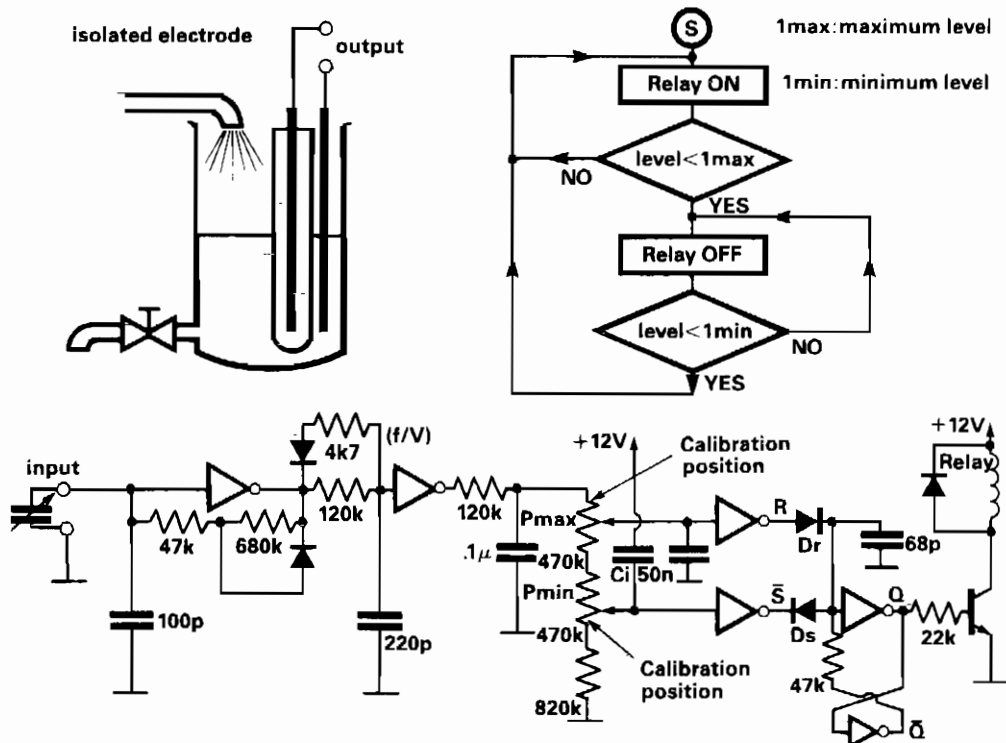 isolated electrode
output
S
1max:maximum level
Relay ON
1min:minimum level
level<1max
NO
YES
Relay OFF
level<1min
NO
YES
input
47k
680k
100p
4k7
120k
(f/V)
220p
120k
.1μ
+12V
Calibration
position
Pmax
470k
Ci
50n
Pmin
470k
Calibration
position
820k
R
Dr
68p
S̅
Ds
47k
Q
22k
Q̅
+12V
Relay